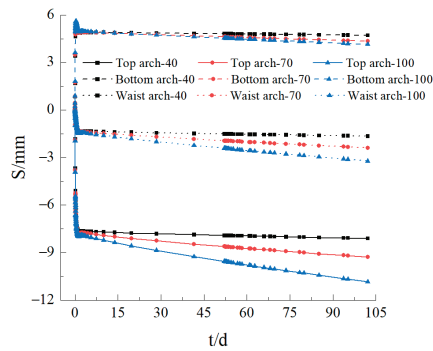 6
3
0
−3
−6
−9
−12
S/mm
Top arch-40 Top arch-70 Top arch-100
Bottom arch-40 Bottom arch-70 Bottom arch-100
Waist arch-40 Waist arch-70 Waist arch-100
0 15 30 45 60 75 90 105
t/d